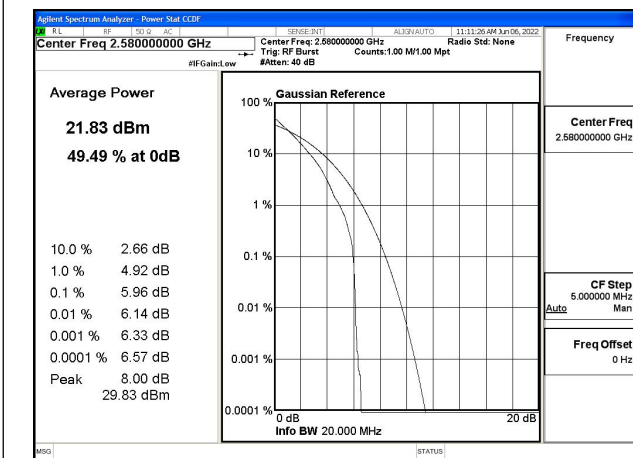 Agilent Spectrum Analyzer - Power Stat CCDF
LXI RL RF 50 Ω AC SENSE:INT ALIGNAUTO 11:11:26 AM Jun 06, 2022
Center Freq 2.580000000 GHz
Center Freq: 2.580000000 GHz Radio Std: None
Trig: RF Burst Counts:1.00 M/1.00 Mpt
#IFGain:Low #Atten: 40 dB
Frequency
Average Power
21.83 dBm
49.49 % at 0dB
10.0 % 2.66 dB
1.0 % 4.92 dB
0.1 % 5.96 dB
0.01 % 6.14 dB
0.001 % 6.33 dB
0.0001 % 6.57 dB
Peak 8.00 dB
29.83 dBm
Gaussian Reference
100 %
10 %
1 %
0.1 %
0.01 %
0.001 %
0.0001 %
0 dB 20 dB
Info BW 20.000 MHz
Center Freq
2.580000000 GHz
CF Step
5.000000 MHz
Auto Man
Freq Offset
0 Hz
MSG STATUS